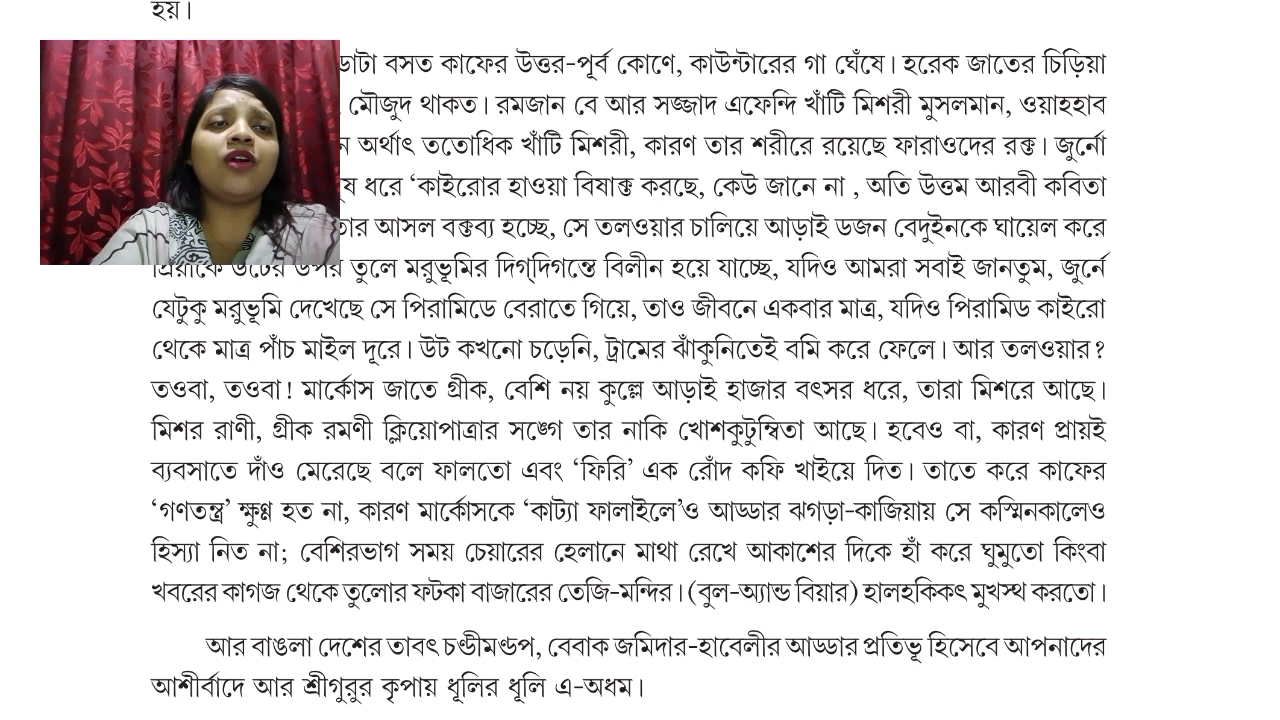 হয়।
বসত কাফের উত্তর-পূর্ব কোণে, কাউন্টারের গা ঘেঁষে। হরেক জাতের চিড়িয়া
মৌজুদ থাকত। রমজান বে আর সজ্জাদ এফেন্দি খাঁটি মিশরী মুসলমান, ওয়াহহাব
অর্থাৎ ততোধিক খাঁটি মিশরী, কারণ তার শরীরে রয়েছে ফারাওদের রক্ত। জুর্নো
ধরে ‘কাইরোর হাওয়া বিষাক্ত করছে, কেউ জানে না , অতি উত্তম আরবী কবিতা
তার আসল বক্তব্য হচ্ছে, সে তলওয়ার চালিয়ে আড়াই ডজন বেদুইনকে ঘায়েল করে
প্রিয়াকে উটের উপর তুলে মরুভূমির দিগ্‌দিগন্তে বিলীন হয়ে যাচ্ছে, যদিও আমরা সবাই জানতুম, জুর্নে
যেটুকু মরুভূমি দেখেছে সে পিরামিডে বেরাতে গিয়ে, তাও জীবনে একবার মাত্র, যদিও পিরামিড কাইরো
থেকে মাত্র পাঁচ মাইল দূরে। উট কখনো চড়েনি, ট্রামের ঝাঁকুনিতেই বমি করে ফেলে। আর তলওয়ার?
তওবা, তওবা! মার্কোস জাতে গ্রীক, বেশি নয় কুল্লে আড়াই হাজার বৎসর ধরে, তারা মিশরে আছে।
মিশর রাণী, গ্রীক রমণী ক্লিয়োপাত্রার সঙ্গে তার নাকি খোশকুটুম্বিতা আছে। হবেও বা, কারণ প্রায়ই
ব্যবসাতে দাঁও মেরেছে বলে ফালতো এবং ‘ফিরি’ এক রোঁদ কফি খাইয়ে দিত। তাতে করে কাফের
‘গণতন্ত্র’ ক্ষুণ্ণ হত না, কারণ মার্কোসকে ‘কাট্যা ফালাইলে’ও আড্ডার ঝগড়া-কাজিয়ায় সে কস্মিনকালেও
হিস্যা নিত না; বেশিরভাগ সময় চেয়ারের হেলানে মাথা রেখে আকাশের দিকে হাঁ করে ঘুমুতো কিংবা
খবরের কাগজ থেকে তুলোর ফটকা বাজারের তেজি-মন্দির। (বুল-অ্যান্ড বিয়ার) হালহকিকৎ মুখস্থ করতো।
আর বাঙলা দেশের তাবৎ চণ্ডীমণ্ডপ, বেবাক জমিদার-হাবেলীর আড্ডার প্রতিভূ হিসেবে আপনাদের
আশীর্বাদে আর শ্রীগুরুর কৃপায় ধূলির ধূলি এ-অধম।